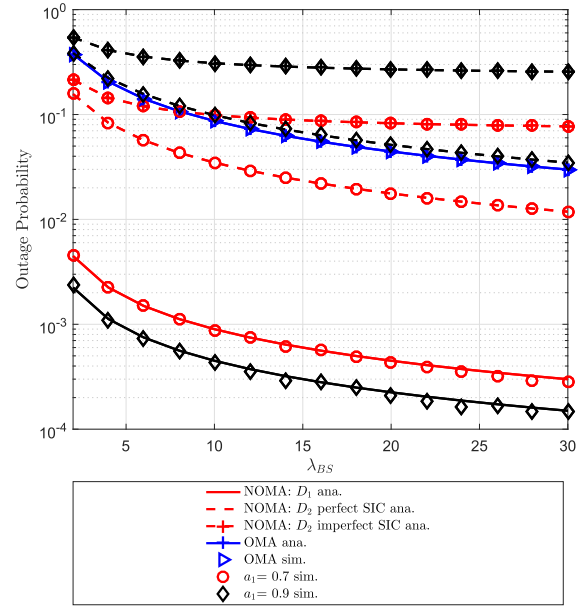 10^0
10^-1
10^-2
10^-3
10^-4
Outage Probability
5 10 15 20 25 30
λ_BS
NOMA: D_1 ana.
NOMA: D_2 perfect SIC ana.
NOMA: D_2 imperfect SIC ana.
OMA ana.
OMA sim.
a_1= 0.7 sim.
a_1= 0.9 sim.